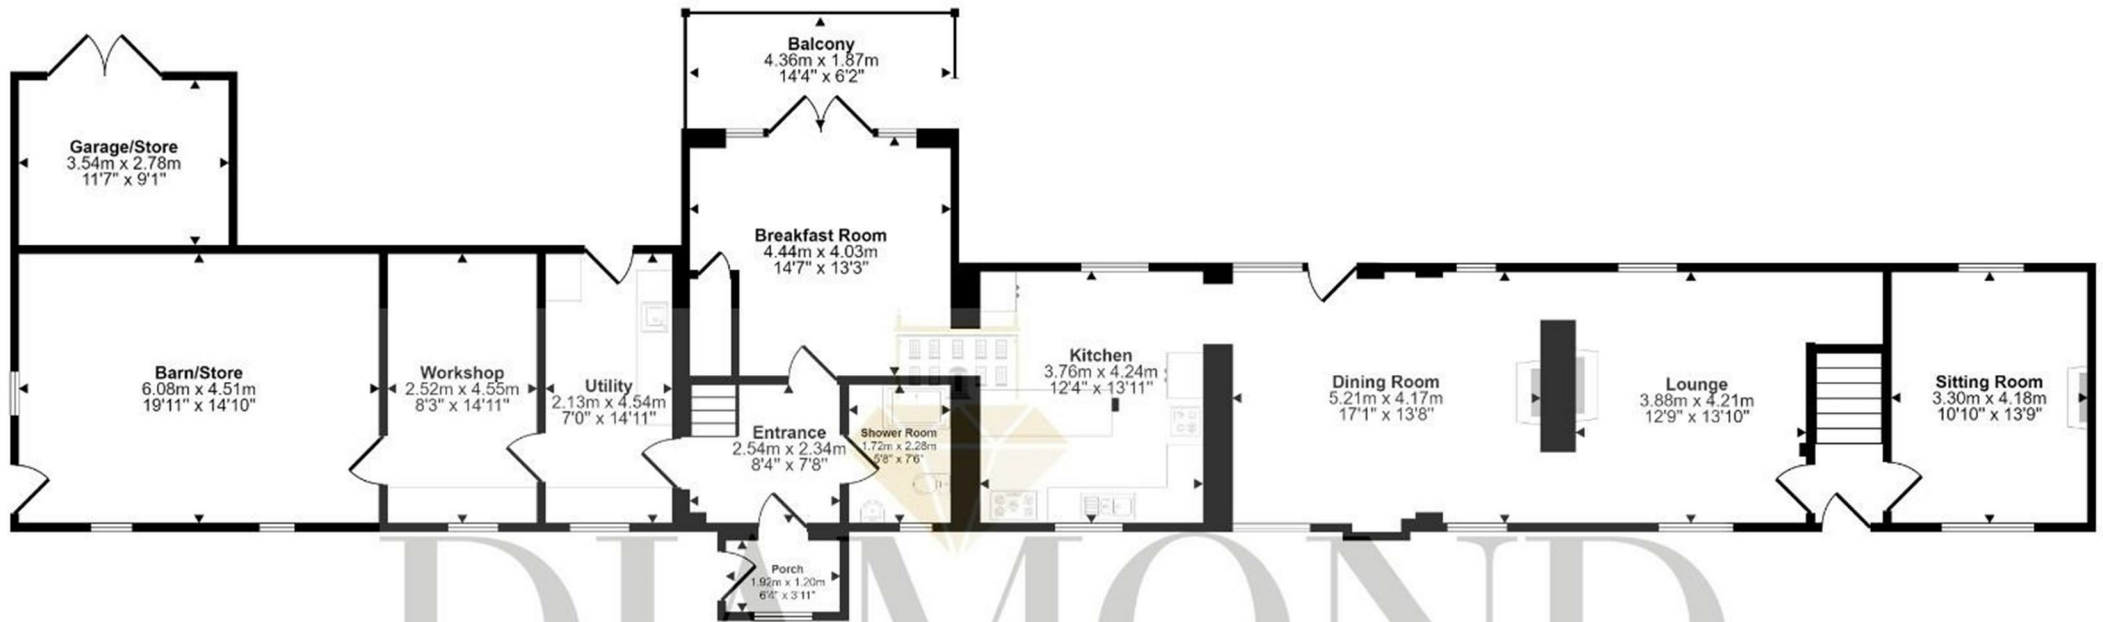 Balcony
4.36m x 1.87m
14'4" x 6'2"
Garage/Store
3.54m x 2.78m
11'7" x 9'1"
Breakfast Room
4.44m x 4.03m
14'7" x 13'3"
Barn/Store
6.08m x 4.51m
19'11" x 14'10"
Workshop
2.52m x 4.55m
8'3" x 14'11"
Utility
2.13m x 4.54m
7'0" x 14'11"
Entrance
2.54m x 2.34m
8'4" x 7'8"
Shower Room
1.72m x 2.28m
5'8" x 7'6"
Kitchen
3.76m x 4.24m
12'4" x 13'11"
Dining Room
5.21m x 4.17m
17'1" x 13'8"
Lounge
3.88m x 4.21m
12'9" x 13'10"
Sitting Room
3.30m x 4.18m
10'10" x 13'9"
Porch
1.92m x 1.20m
6'4" x 3'11"
DIAMOND